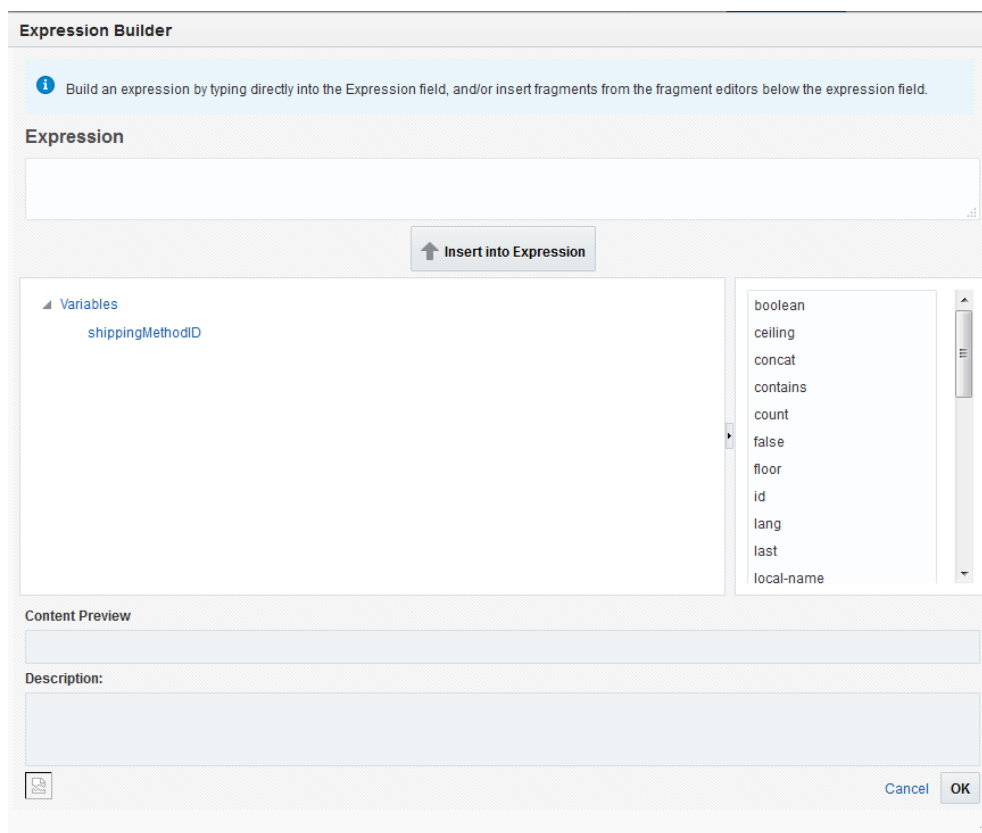 Expression Builder
Build an expression by typing directly into the Expression field, and/or insert fragments from the fragment editors below the expression field.
Expression
Insert into Expression
Variables
shippingMethodID
boolean
ceiling
concat
contains
count
false
floor
id
lang
last
local-name
Content Preview
Description:
Cancel OK